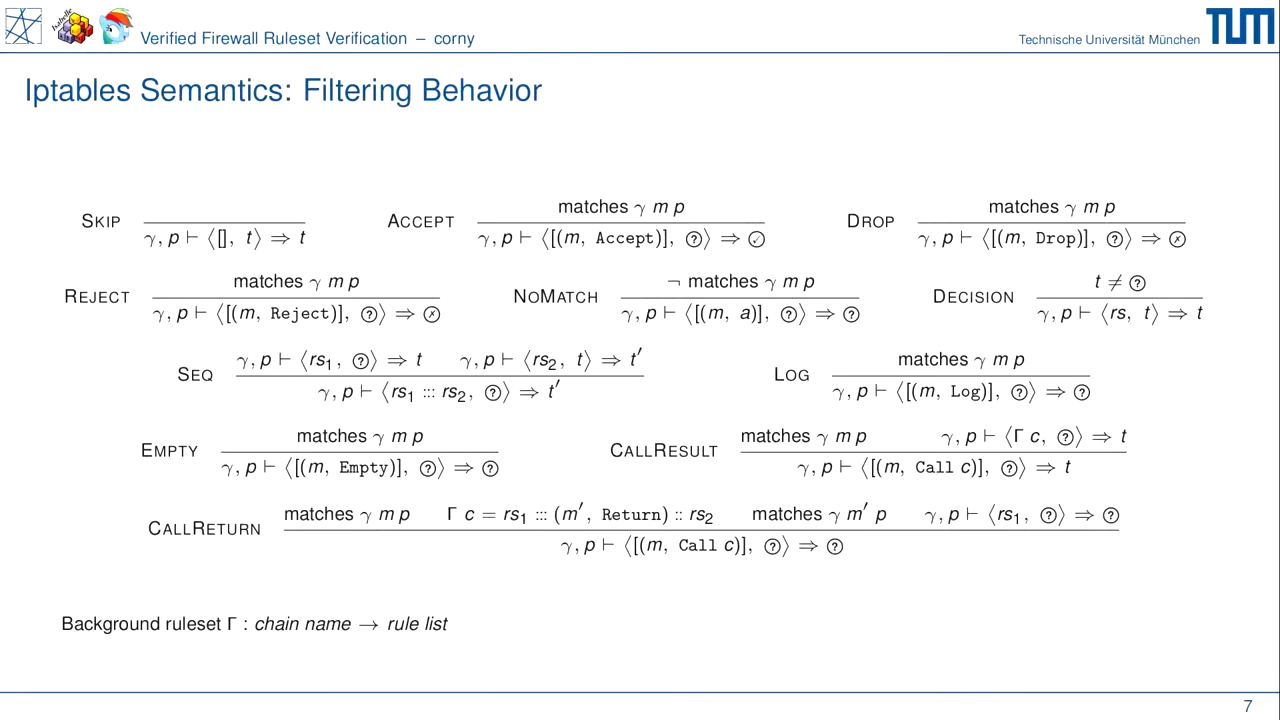 Isabelle
Verified Firewall Ruleset Verification – corny
Technische Universität München
TUM
Iptables Semantics: Filtering Behavior
SKIP
γ, p ⊢ ⟨[], t⟩ ⇒ t
ACCEPT
matches γ m p
γ, p ⊢ ⟨[(m, Accept)], ?⃝⟩ ⇒ ✓⃝
DROP
matches γ m p
γ, p ⊢ ⟨[(m, Drop)], ?⃝⟩ ⇒ ✗⃝
REJECT
matches γ m p
γ, p ⊢ ⟨[(m, Reject)], ?⃝⟩ ⇒ ✗⃝
NOMATCH
¬ matches γ m p
γ, p ⊢ ⟨[(m, a)], ?⃝⟩ ⇒ ?⃝
DECISION
t ≠ ?⃝
γ, p ⊢ ⟨rs, t⟩ ⇒ t
SEQ
γ, p ⊢ ⟨rs₁, ?⃝⟩ ⇒ t γ, p ⊢ ⟨rs₂, t⟩ ⇒ t′
γ, p ⊢ ⟨rs₁ ::: rs₂, ?⃝⟩ ⇒ t′
LOG
matches γ m p
γ, p ⊢ ⟨[(m, Log)], ?⃝⟩ ⇒ ?⃝
EMPTY
matches γ m p
γ, p ⊢ ⟨[(m, Empty)], ?⃝⟩ ⇒ ?⃝
CALLRESULT
matches γ m p γ, p ⊢ ⟨Γ c, ?⃝⟩ ⇒ t
γ, p ⊢ ⟨[(m, Call c)], ?⃝⟩ ⇒ t
CALLRETURN
matches γ m p Γ c = rs₁ ::: (m′, Return) :: rs₂ matches γ m′ p γ, p ⊢ ⟨rs₁, ?⃝⟩ ⇒ ?⃝
γ, p ⊢ ⟨[(m, Call c)], ?⃝⟩ ⇒ ?⃝
Background ruleset Γ : chain name → rule list
7